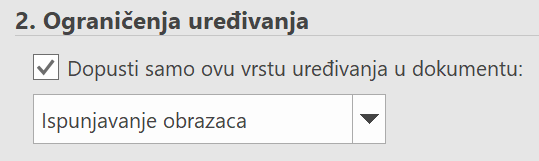 2. Ograničenja uređivanja
Dopusti samo ovu vrstu uređivanja u dokumentu:
Ispunjavanje obrazaca